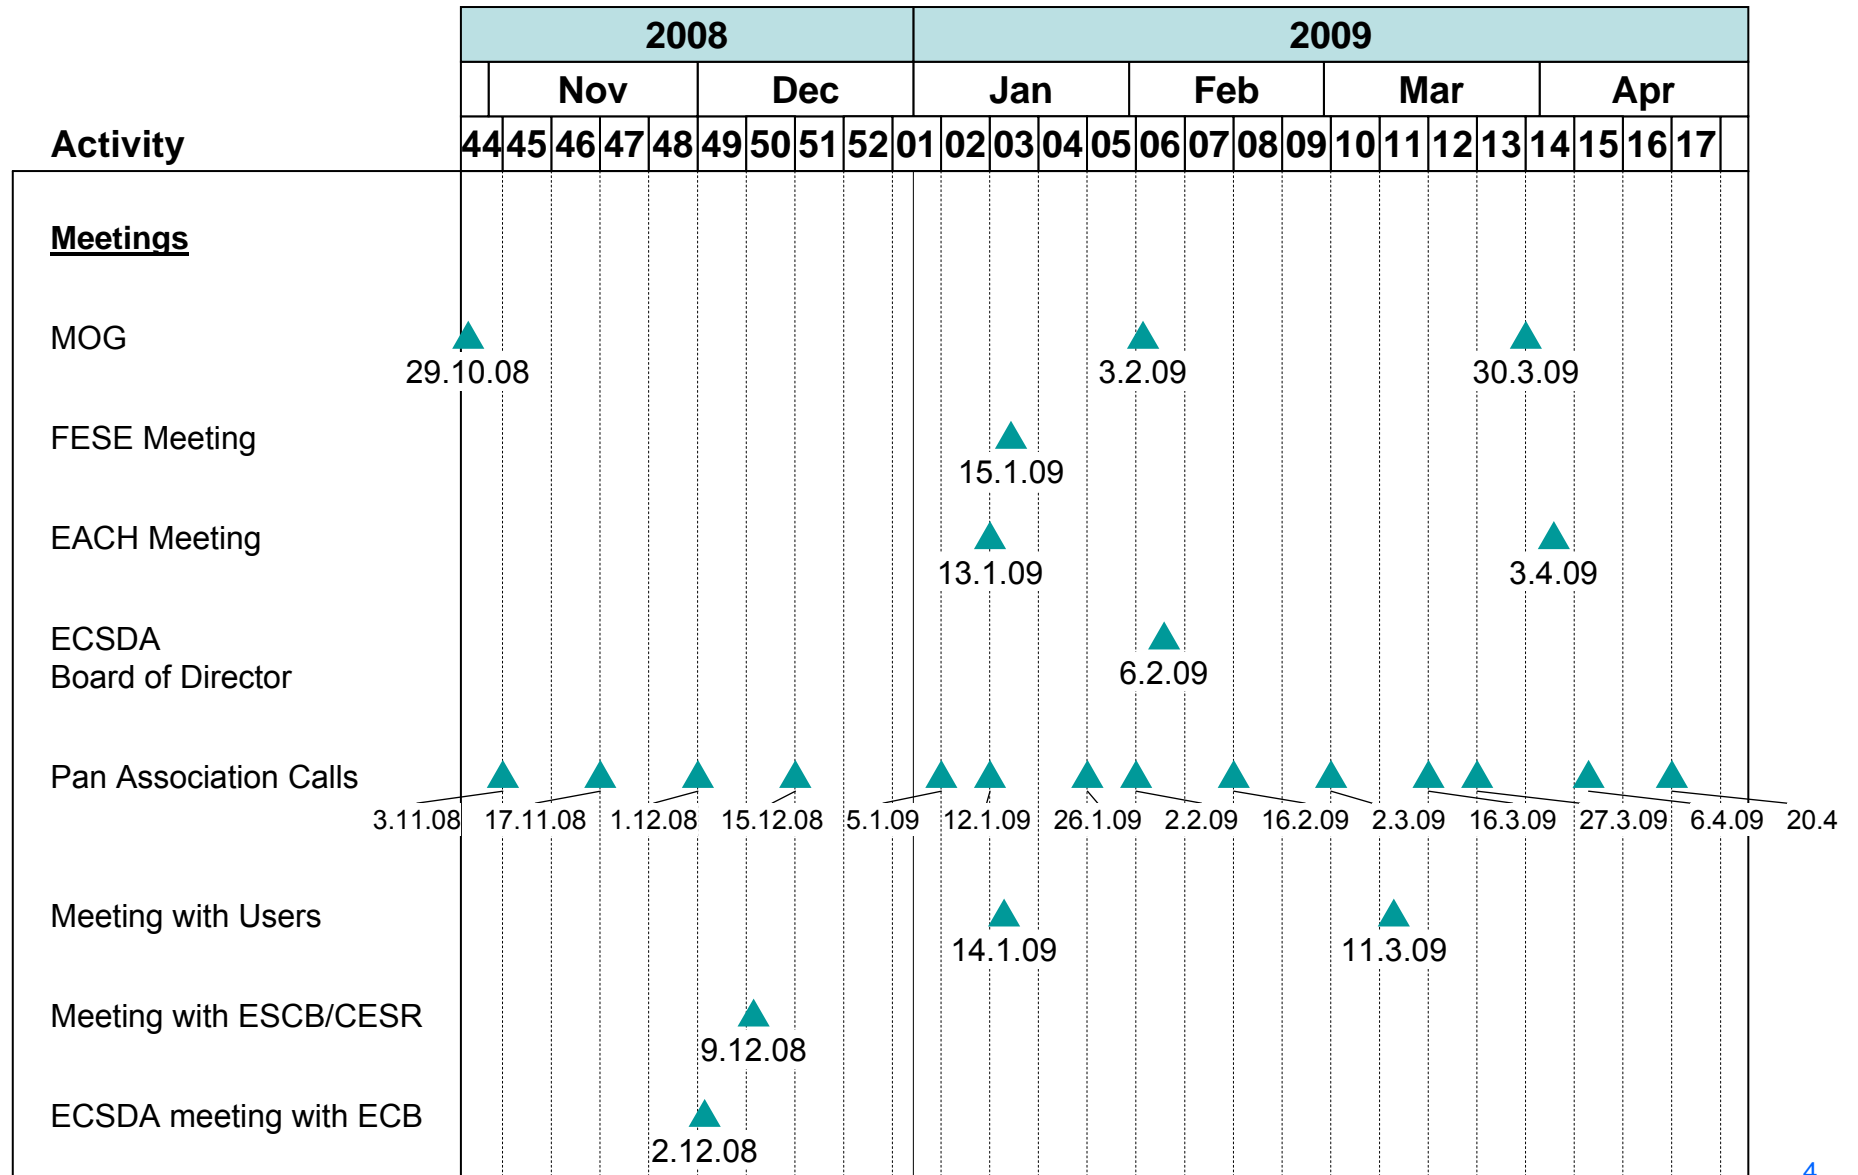 2008 2009
Nov Dec Jan Feb Mar Apr
Activity 44 45 46 47 48 49 50 51 52 01 02 03 04 05 06 07 08 09 10 11 12 13 14 15 16 17
Meetings
MOG
29.10.08 3.2.09 30.3.09
FESE Meeting
15.1.09
EACH Meeting
13.1.09 3.4.09
ECSDA
Board of Director
6.2.09
Pan Association Calls
3.11.08 17.11.08 1.12.08 15.12.08 5.1.09 12.1.09 26.1.09 2.2.09 16.2.09 2.3.09 16.3.09 27.3.09 6.4.09 20.4
Meeting with Users
14.1.09 11.3.09
Meeting with ESCB/CESR
9.12.08
ECSDA meeting with ECB
2.12.08
4